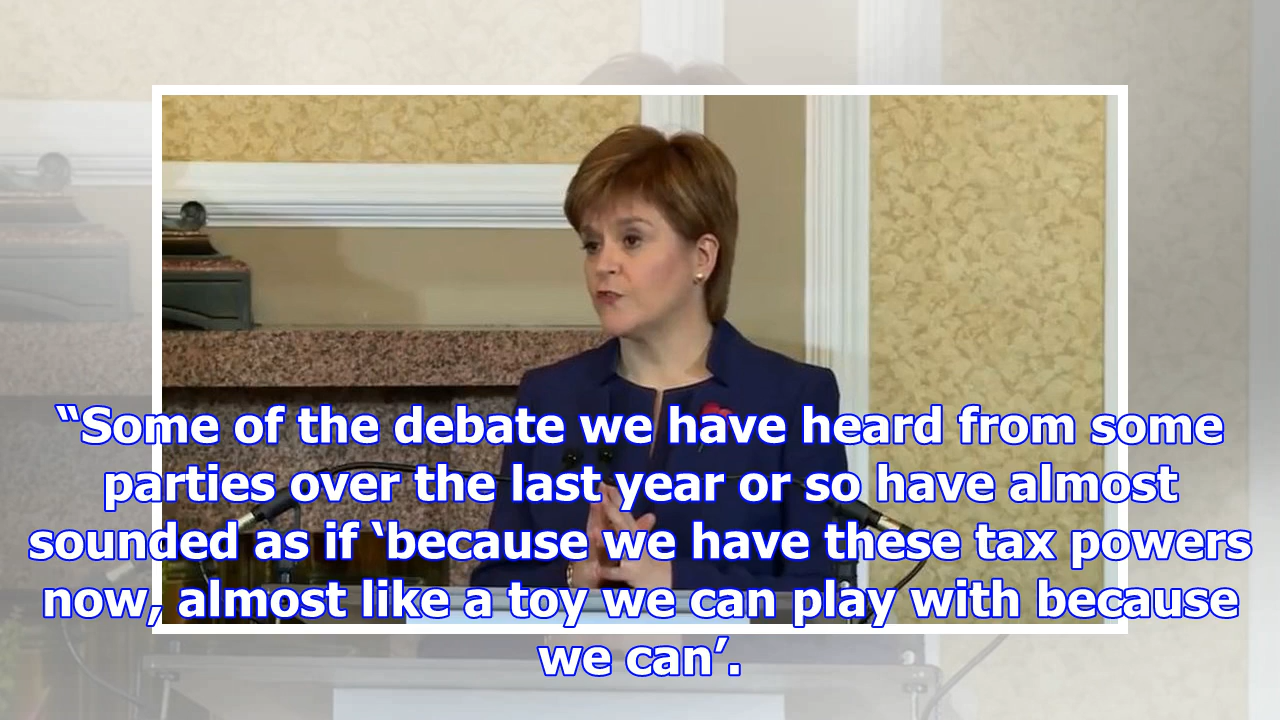 “Some of the debate we have heard from some
parties over the last year or so have almost
sounded as if ‘because we have these tax powers
now, almost like a toy we can play with because
we can’.